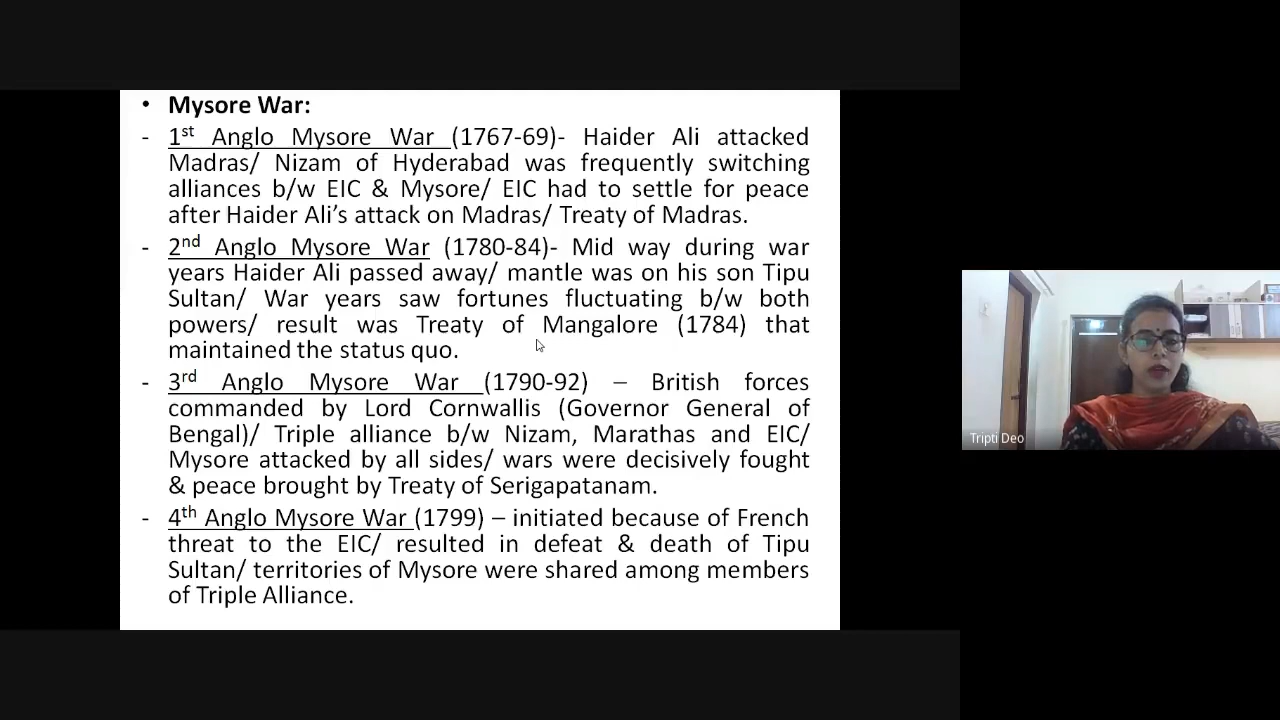 • Mysore War:
- 1st Anglo Mysore War (1767-69)- Haider Ali attacked
Madras/ Nizam of Hyderabad was frequently switching
alliances b/w EIC & Mysore/ EIC had to settle for peace
after Haider Ali's attack on Madras/ Treaty of Madras.
- 2nd Anglo Mysore War (1780-84)- Mid way during war
years Haider Ali passed away/ mantle was on his son Tipu
Sultan/ War years saw fortunes fluctuating b/w both
powers/ result was Treaty of Mangalore (1784) that
maintained the status quo.
- 3rd Anglo Mysore War (1790-92) – British forces
commanded by Lord Cornwallis (Governor General of
Bengal)/ Triple alliance b/w Nizam, Marathas and EIC/
Mysore attacked by all sides/ wars were decisively fought
& peace brought by Treaty of Serigapatanam.
- 4th Anglo Mysore War (1799) – initiated because of French
threat to the EIC/ resulted in defeat & death of Tipu
Sultan/ territories of Mysore were shared among members
of Triple Alliance.
Tripti Deo